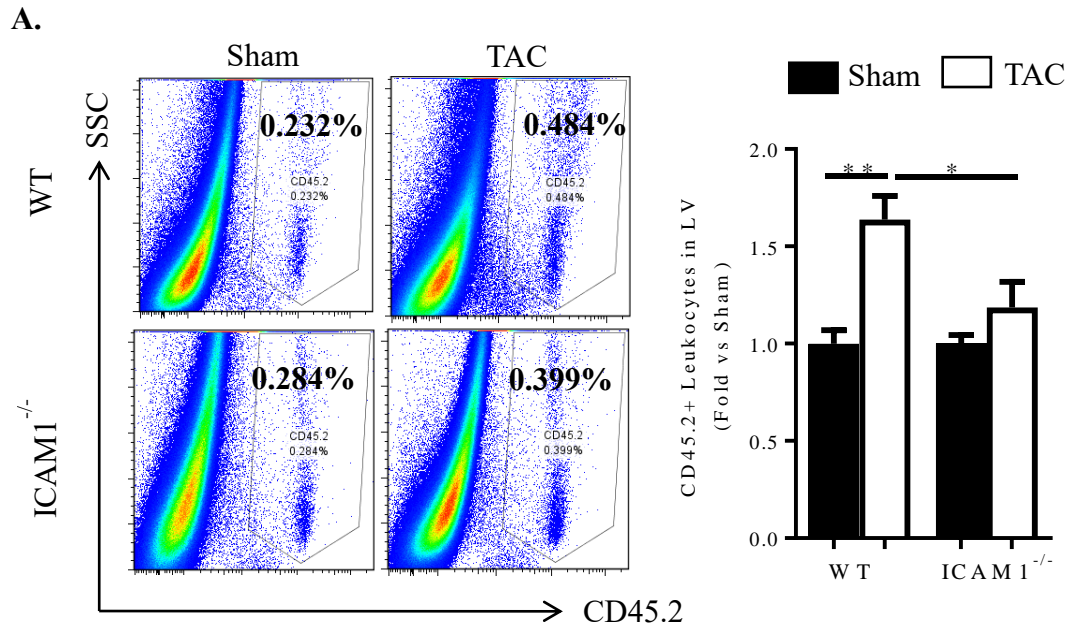 A.
Sham
TAC
WT
ICAM1-/-
SSC
CD45.2
0.232%
CD45.2
0.232%
0.484%
CD45.2
0.484%
0.284%
CD45.2
0.284%
0.399%
CD45.2
0.399%
Sham
TAC
CD45.2+ Leukocytes in LV
(Fold vs Sham)
2.0
1.5
1.0
0.5
0.0
**
*
WT
ICAM1-/-